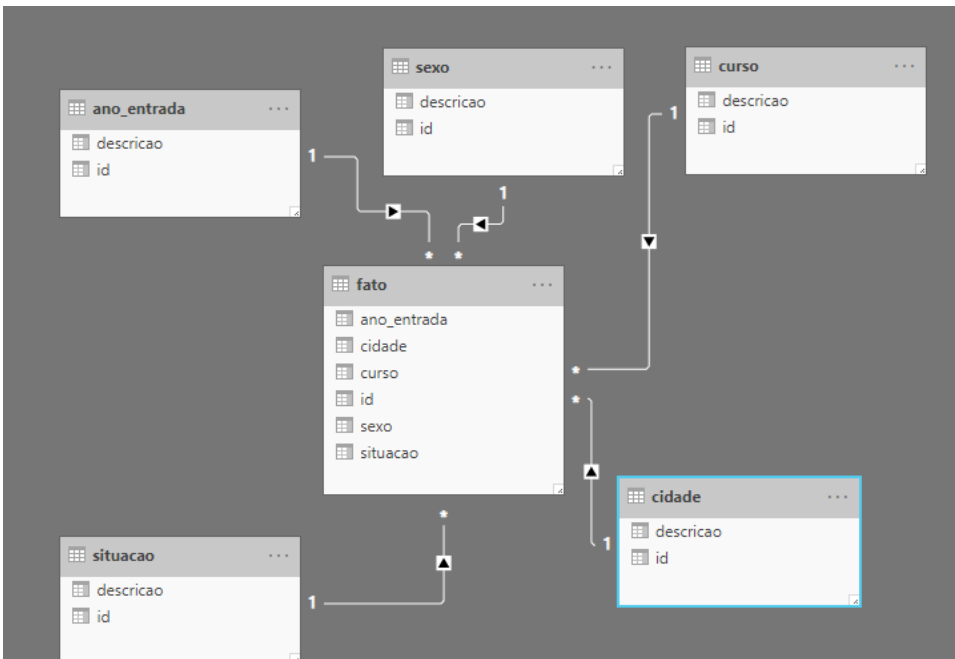 sexo
...
descricao
id
curso
...
descricao
id
ano_entrada
...
descricao
id
1
1
1
*
*
fato
...
ano_entrada
cidade
curso
id
sexo
situacao
*
*
*
cidade
...
descricao
id
1
situacao
...
descricao
id
1